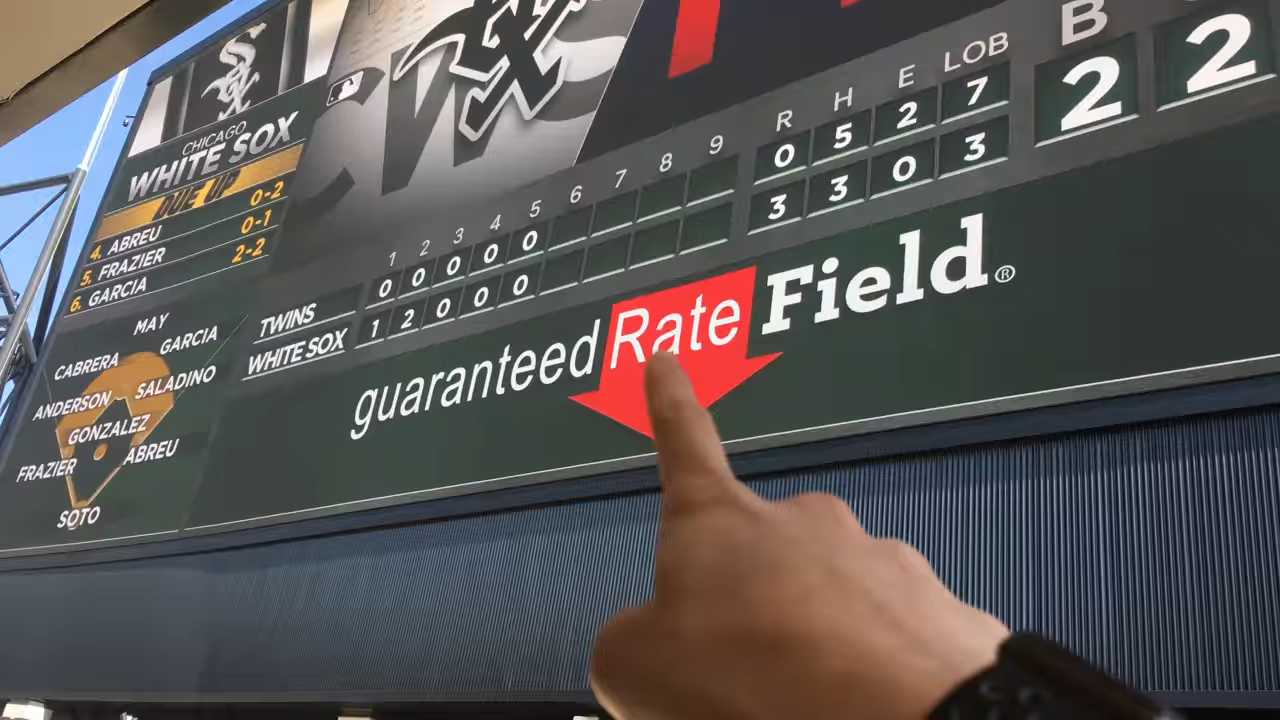 Sox
CHICAGO
WHITE SOX
DUE UP
4. ABREU 0-2
5. FRAZIER 0-1
6. GARCIA 2-2
MAY
CABRERA GARCIA
ANDERSON SALADINO
GONZALEZ
FRAZIER ABREU
SOTO
1 2 3 4 5 6 7 8 9 R H E LOB B
TWINS 0 0 0 0 0 0 5 2 7 2 2
WHITE SOX 1 2 0 0 0 3 3 0 3
guaranteed Rate Field®